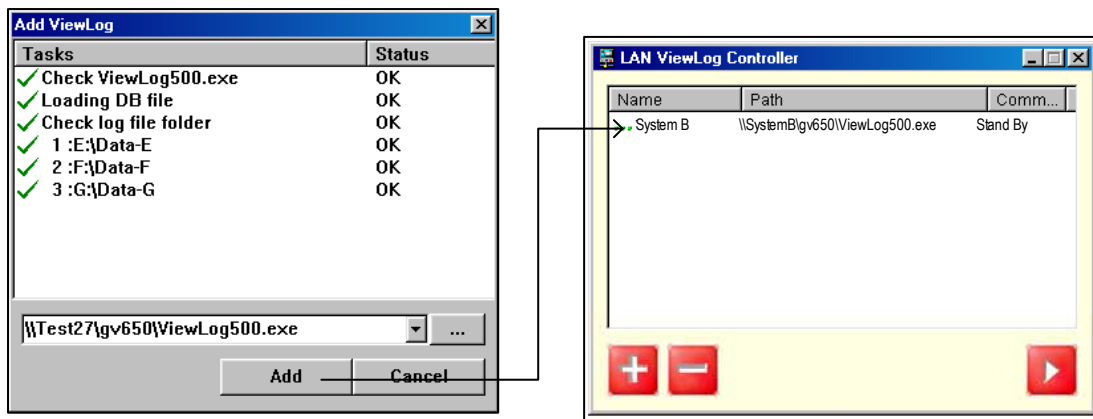 Add ViewLog
Tasks Status
Check ViewLog500.exe OK
Loading DB file OK
Check log file folder OK
1 :E:\Data-E OK
2 :F:\Data-F OK
3 :G:\Data-G OK
\\Test27\gv650\ViewLog500.exe ...
Add Cancel
LAN ViewLog Controller
Name Path Comm...
System B \\SystemB\gv650\ViewLog500.exe Stand By